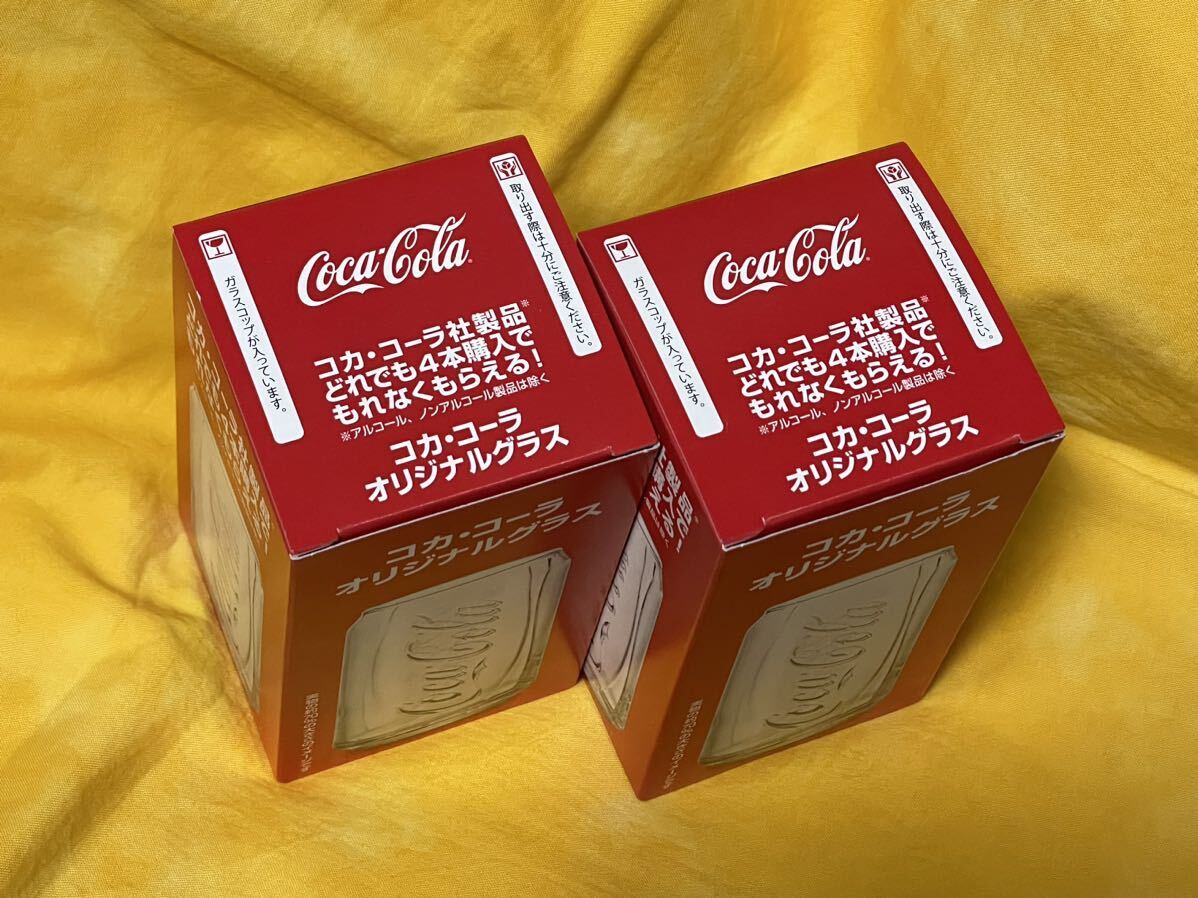 ガラスコップが入っています。
Coca-Cola
取り出す際は十分にご注意ください。
コカ・コーラ社製品※
どれでも4本購入で
もれなくもらえる!
※アルコール、ノンアルコール製品は除く
コカ・コーラ
オリジナルグラス
コカ・コーラ
オリジナルグラス
Coca-Cola
ガラスコップが入っています。
Coca-Cola
取り出す際は十分にご注意ください。
コカ・コーラ社製品※
どれでも4本購入で
もれなくもらえる!
※アルコール、ノンアルコール製品は除く
コカ・コーラ
オリジナルグラス
コカ・コーラ
オリジナルグラス
Coca-Cola